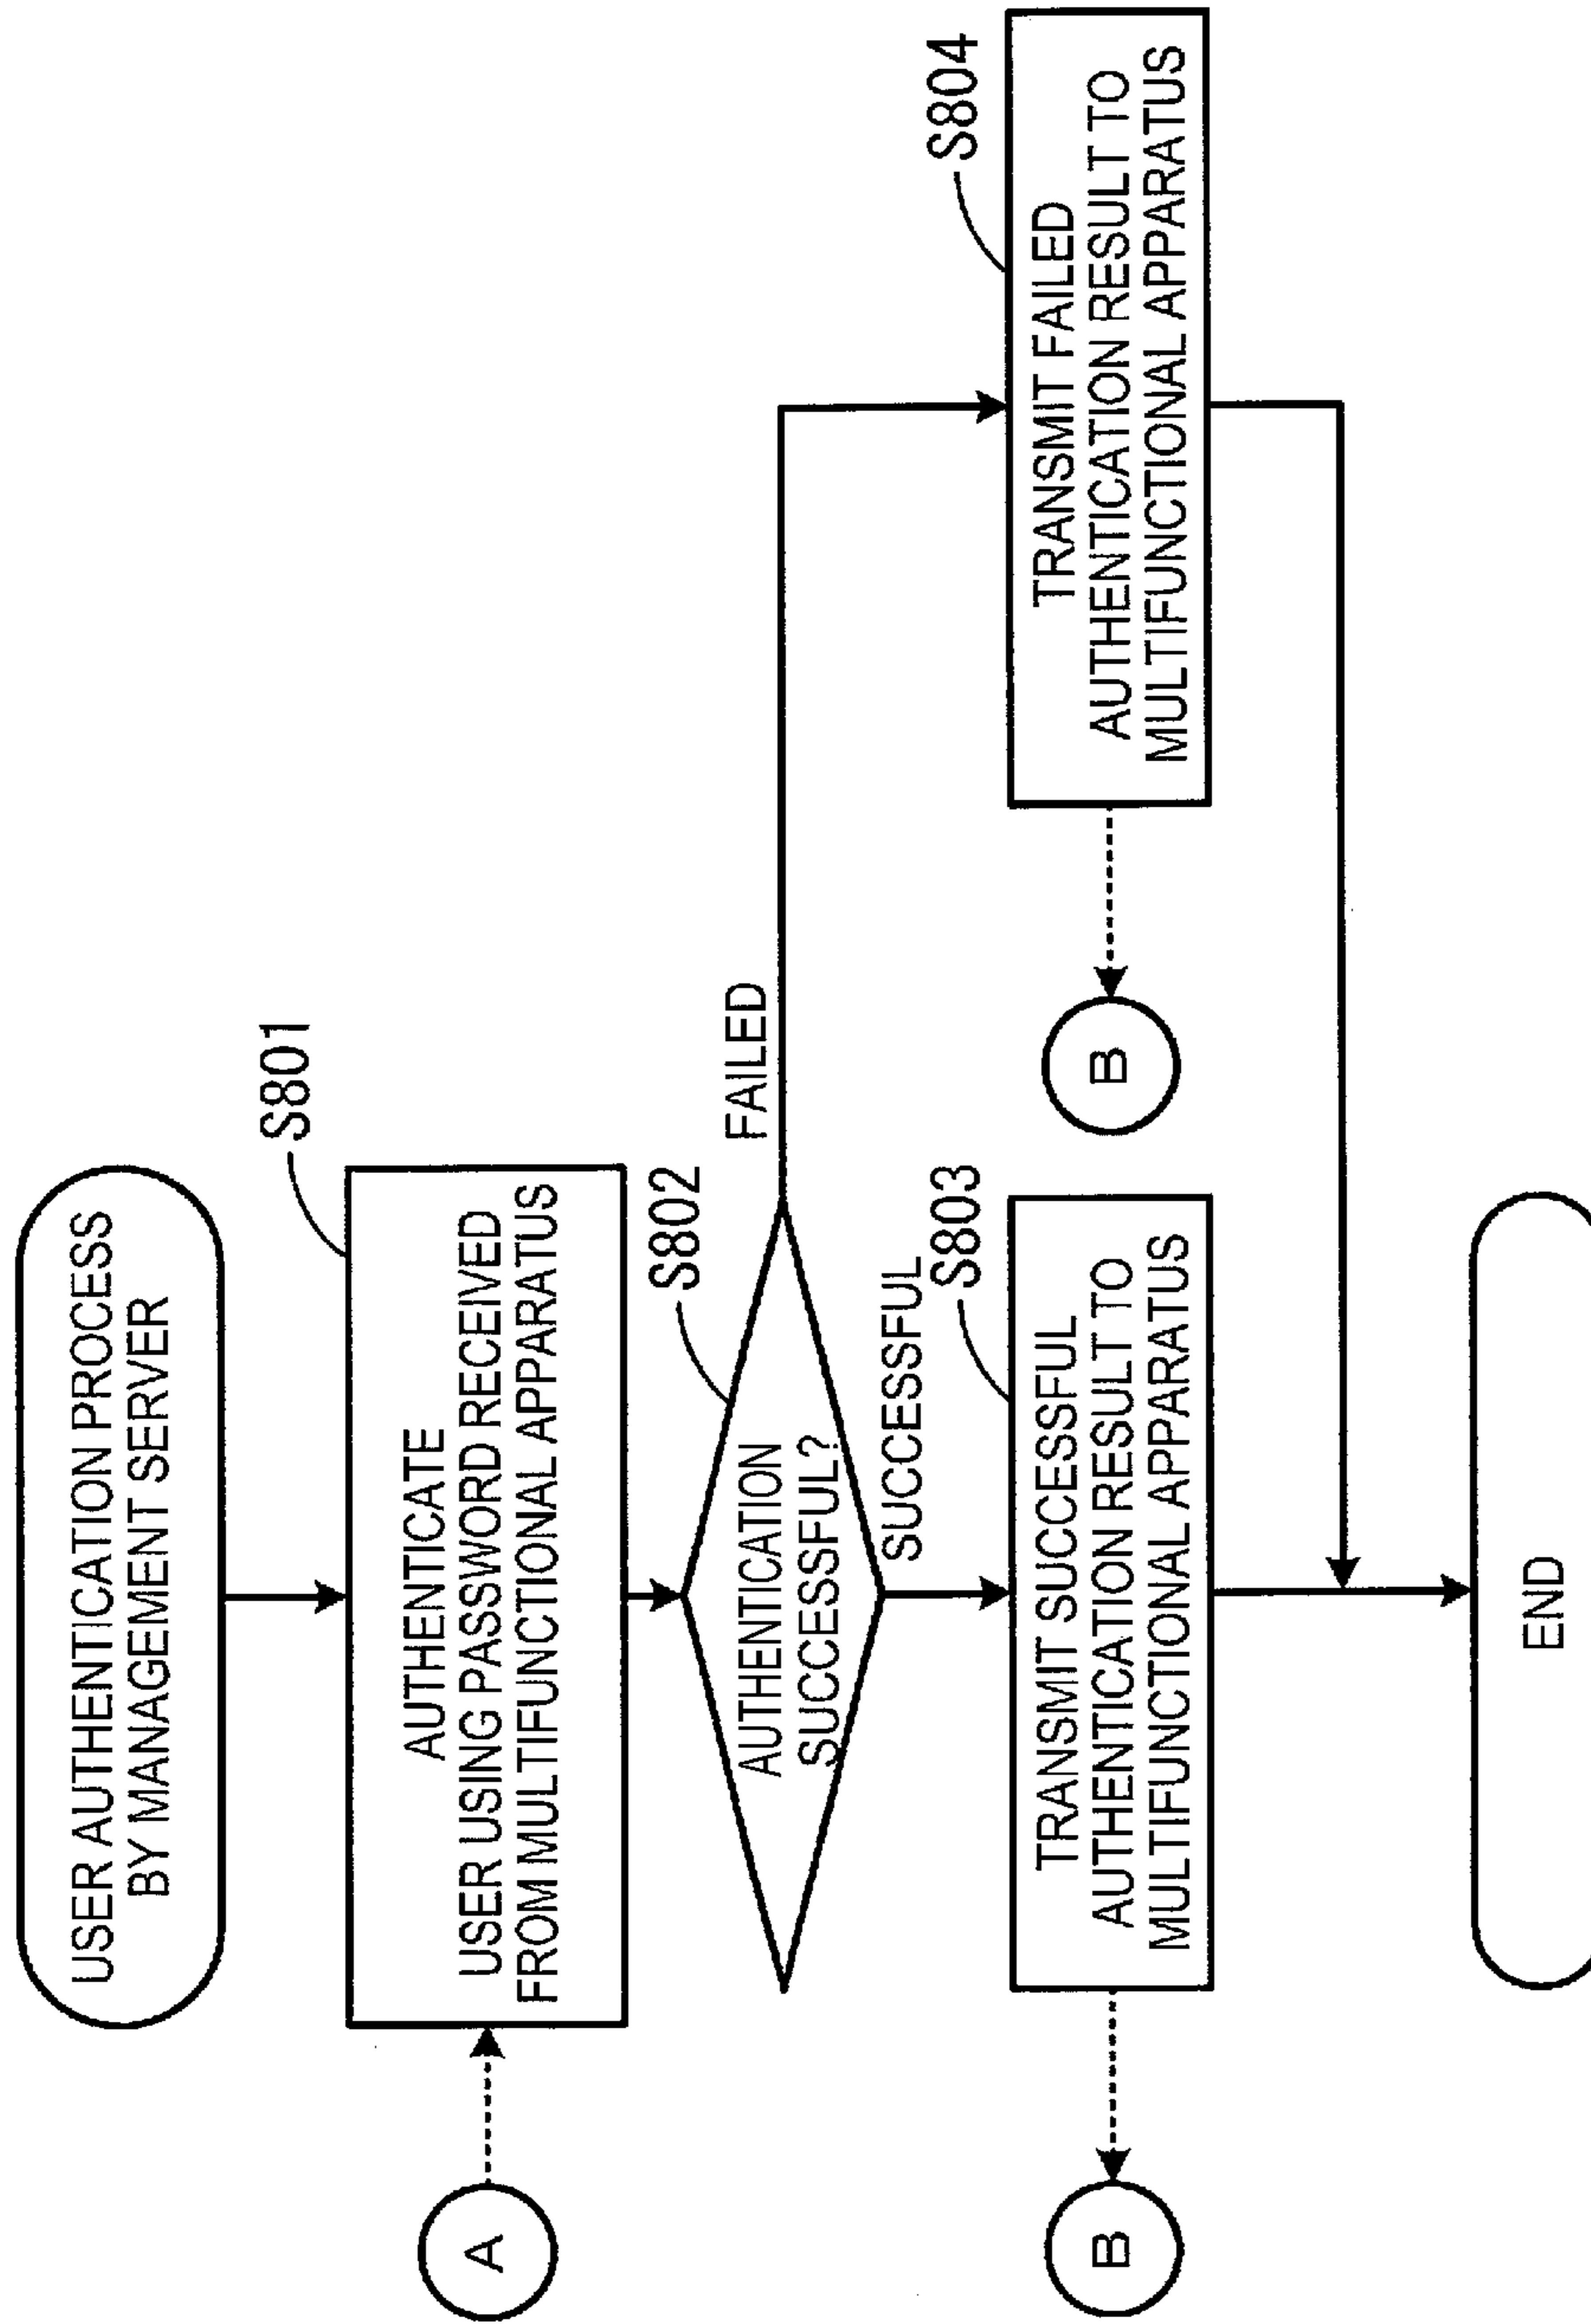 USER AUTHENTICATION PROCESS
BY MANAGEMENT SERVER
S801
A
AUTHENTICATE
USER USING PASSWORD RECEIVED
FROM MULTIFUNCTIONAL APPARATUS
S802
AUTHENTICATION
SUCCESSFUL?
FAILED
SUCCESSFUL
S803
TRANSMIT SUCCESSFUL
AUTHENTICATION RESULT TO
MULTIFUNCTIONAL APPARATUS
B
S804
TRANSMIT FAILED
AUTHENTICATION RESULT TO
MULTIFUNCTIONAL APPARATUS
B
END